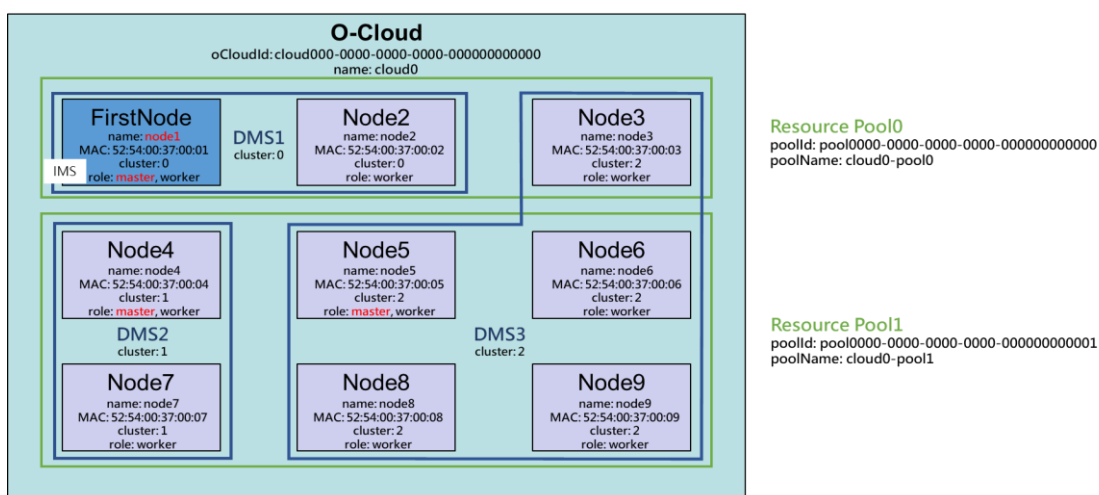 O-Cloud
oCloudId:cloud000-0000-0000-0000-000000000000
name: cloud0
FirstNode
name: node1
MAC: 52:54:00:37:00:01
cluster: 0
role: master, worker
IMS
DMS1
cluster: 0
Node2
name: node2
MAC: 52:54:00:37:00:02
cluster: 0
role: worker
Node3
name: node3
MAC: 52:54:00:37:00:03
cluster: 2
role: worker
Resource Pool0
poolId: pool0000-0000-0000-0000-000000000000
poolName: cloud0-pool0
Node4
name: node4
MAC: 52:54:00:37:00:04
cluster: 1
role: master, worker
DMS2
cluster: 1
Node7
name: node7
MAC: 52:54:00:37:00:07
cluster: 1
role: worker
Node5
name: node5
MAC: 52:54:00:37:00:05
cluster: 2
role: master, worker
Node6
name: node6
MAC: 52:54:00:37:00:06
cluster: 2
role: worker
DMS3
cluster: 2
Node8
name: node8
MAC: 52:54:00:37:00:08
cluster: 2
role: worker
Node9
name: node9
MAC: 52:54:00:37:00:09
cluster: 2
role: worker
Resource Pool1
poolId: pool0000-0000-0000-0000-000000000001
poolName: cloud0-pool1